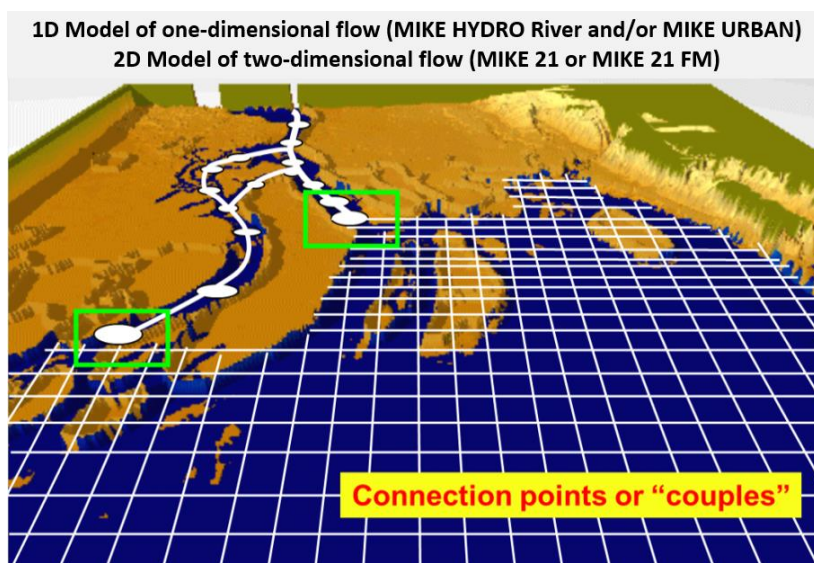 1D Model of one-dimensional flow (MIKE HYDRO River and/or MIKE URBAN)
2D Model of two-dimensional flow (MIKE 21 or MIKE 21 FM)
Connection points or “couples”